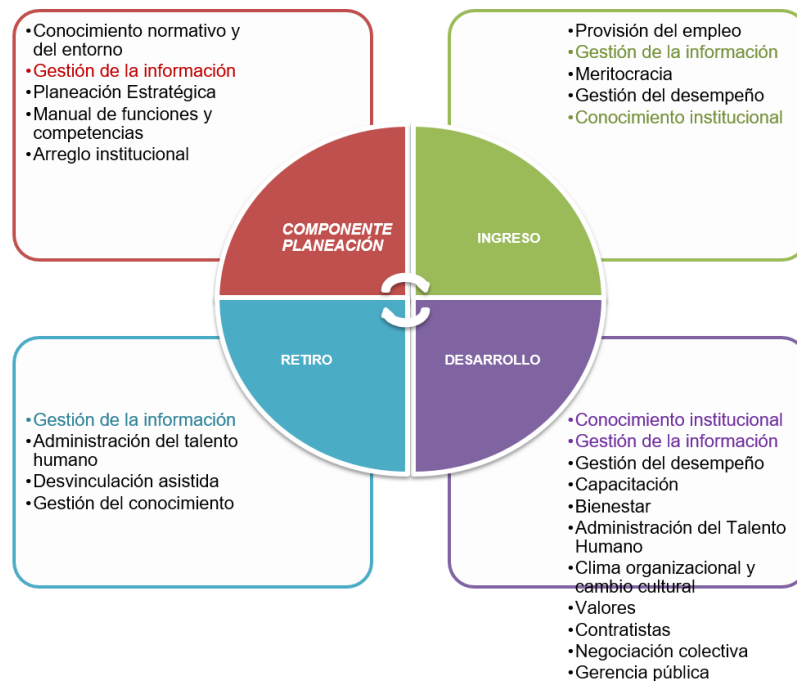 •Conocimiento normativo y
del entorno
•Gestión de la información
•Planeación Estratégica
•Manual de funciones y
competencias
•Arreglo institucional
•Provisión del empleo
•Gestión de la información
•Meritocracia
•Gestión del desempeño
•Conocimiento institucional
COMPONENTE
PLANEACIÓN
INGRESO
RETIRO
DESARROLLO
•Gestión de la información
•Administración del talento
humano
•Desvinculación asistida
•Gestión del conocimiento
•Conocimiento institucional
•Gestión de la información
•Gestión del desempeño
•Capacitación
•Bienestar
•Administración del Talento
Humano
•Clima organizacional y
cambio cultural
•Valores
•Contratistas
•Negociación colectiva
•Gerencia pública